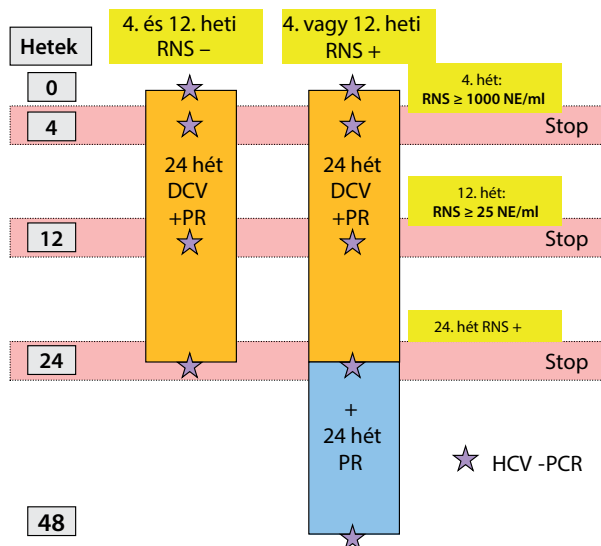 Hetek
4. és 12. heti
RNS –
4. vagy 12. heti
RNS +
0
4. hét:
RNS ≥ 1000 NE/ml
4
Stop
24 hét
DCV
+PR
24 hét
DCV
+PR
12. hét:
RNS ≥ 25 NE/ml
12
Stop
24. hét RNS +
24
Stop
+
24 hét
PR
HCV -PCR
48